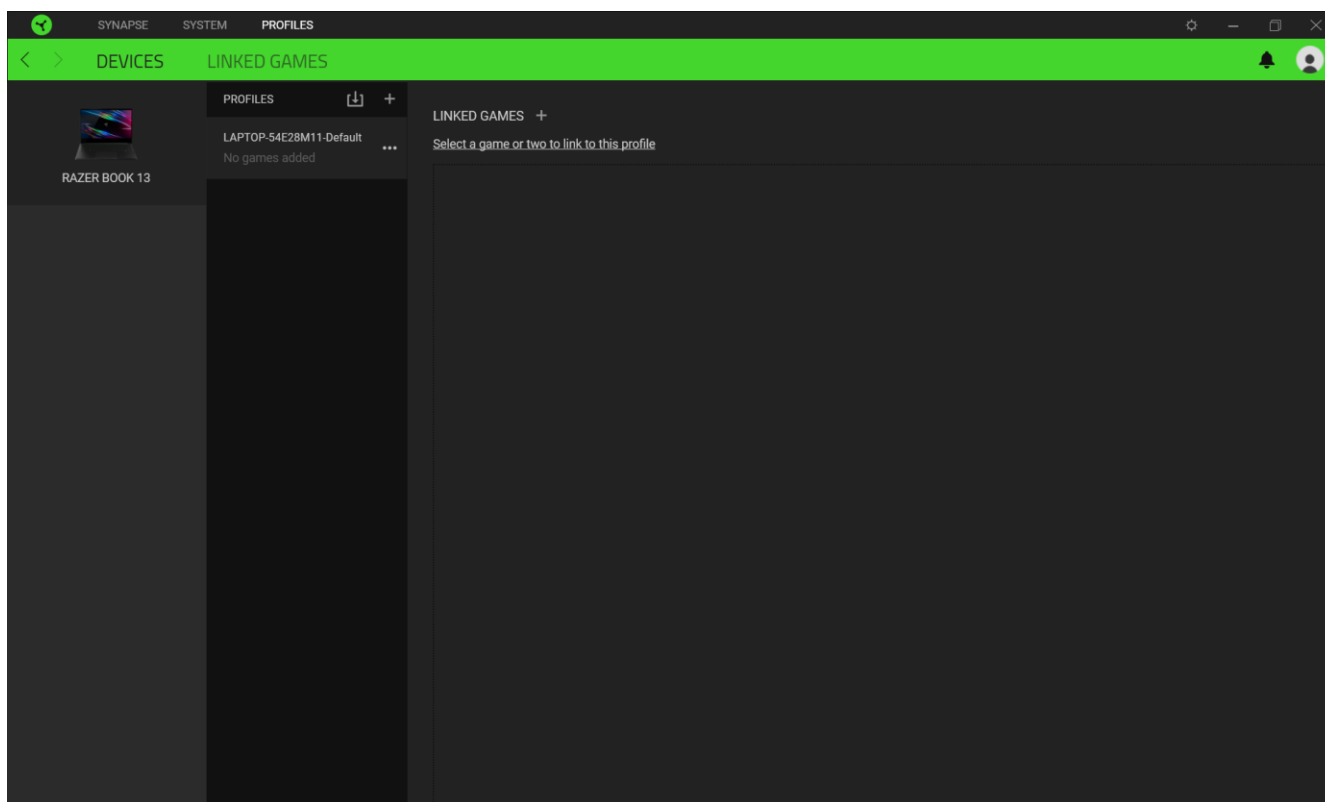 SYNAPSE SYSTEM PROFILES
DEVICES LINKED GAMES
RAZER BOOK 13
PROFILES
LAPTOP-54E28M11-Default
No games added
LINKED GAMES
Select a game or two to link to this profile